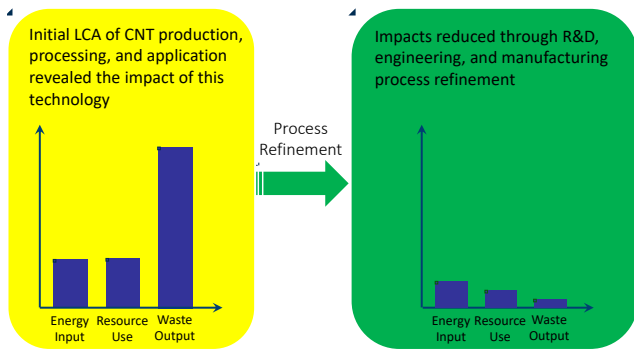 Initial LCA of CNT production,
processing, and application
revealed the impact of this
technology
Energy
Input
Resource
Use
Waste
Output
Process
Refinement
Impacts reduced through R&D,
engineering, and manufacturing
process refinement
Energy
Input
Resource
Use
Waste
Output